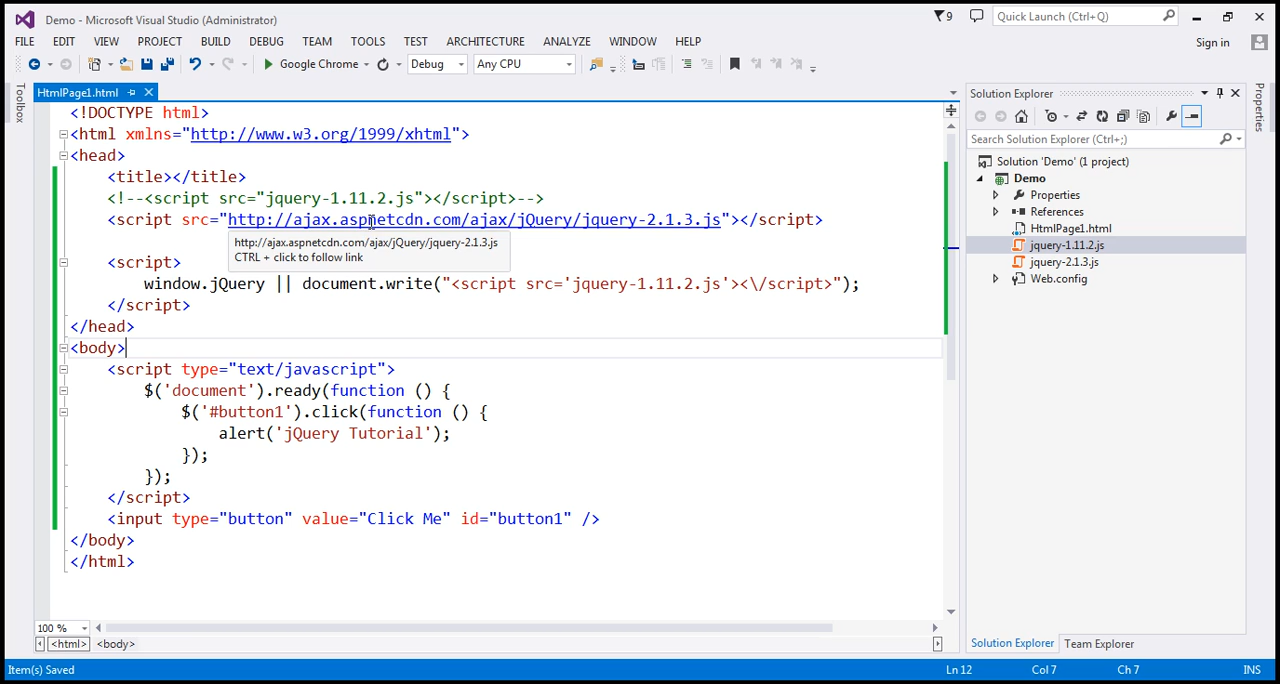 Demo - Microsoft Visual Studio (Administrator)
9
Quick Launch (Ctrl+Q)
FILE EDIT VIEW PROJECT BUILD DEBUG TEAM TOOLS TEST ARCHITECTURE ANALYZE WINDOW HELP
Sign in
Google Chrome Debug Any CPU
Toolbox
HtmlPage1.html
<!DOCTYPE html>
<html xmlns="http://www.w3.org/1999/xhtml">
<head>
<title></title>
<!--<script src="jquery-1.11.2.js"></script>-->
<script src="http://ajax.aspnetcdn.com/ajax/jQuery/jquery-2.1.3.js"></script>
http://ajax.aspnetcdn.com/ajax/jQuery/jquery-2.1.3.js
CTRL + click to follow link
<script>
window.jQuery || document.write("<script src='jquery-1.11.2.js'><\/script>");
</script>
</head>
<body>
<script type="text/javascript">
$('document').ready(function () {
$('#button1').click(function () {
alert('jQuery Tutorial');
});
});
</script>
<input type="button" value="Click Me" id="button1" />
</body>
</html>
100 %
<html> <body>
Solution Explorer
Search Solution Explorer (Ctrl+;)
Solution 'Demo' (1 project)
Demo
Properties
References
HtmlPage1.html
jquery-1.11.2.js
jquery-2.1.3.js
Web.config
Solution Explorer Team Explorer
Properties
Item(s) Saved Ln 12 Col 7 Ch 7 INS